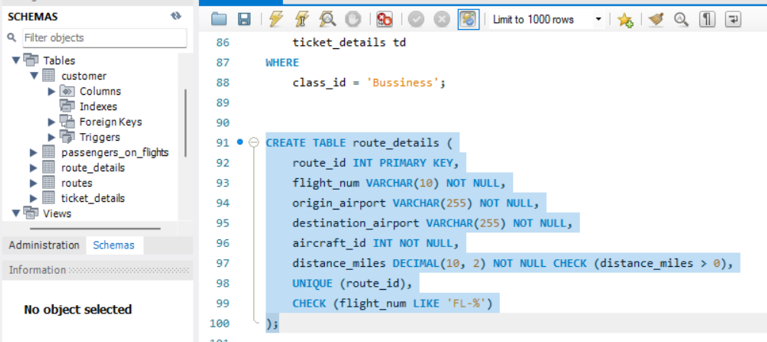 SCHEMAS
Filter objects
Tables
customer
Columns
Indexes
Foreign Keys
Triggers
passengers_on_flights
route_details
routes
ticket_details
Views
Administration Schemas
Information
No object selected
Limit to 1000 rows
86 ticket_details td
87 WHERE
88 class_id = 'Bussiness';
89
90
91 CREATE TABLE route_details (
92 route_id INT PRIMARY KEY,
93 flight_num VARCHAR(10) NOT NULL,
94 origin_airport VARCHAR(255) NOT NULL,
95 destination_airport VARCHAR(255) NOT NULL,
96 aircraft_id INT NOT NULL,
97 distance_miles DECIMAL(10, 2) NOT NULL CHECK (distance_miles > 0),
98 UNIQUE (route_id),
99 CHECK (flight_num LIKE 'FL-%')
100 );